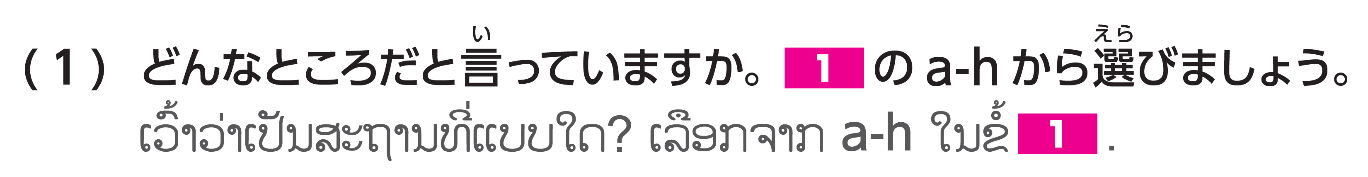 (1) どんなところだと言っていますか。 1 の a-h から選びましょう。
ເວົ້າວ່າເປັນສະຖານທີ່ແບບໃດ? ເລືອກຈາກ a-h ໃນຂໍ້ 1 .